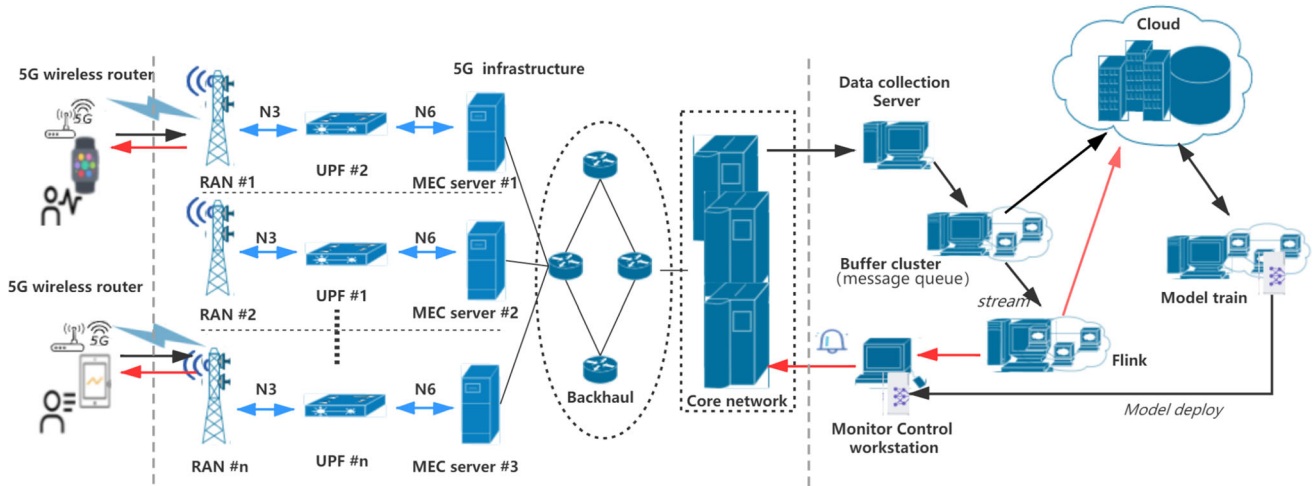 5G wireless router
5G
RAN #1
N3
UPF #2
N6
5G infrastructure
MEC server #1
RAN #2
N3
UPF #1
N6
MEC server #2
5G wireless router
5G
RAN #n
N3
UPF #n
N6
MEC server #3
Backhaul
Core network
Data collection
Server
Cloud
Buffer cluster
(message queue)
stream
Flink
Model train
Model deploy
Monitor Control
workstation